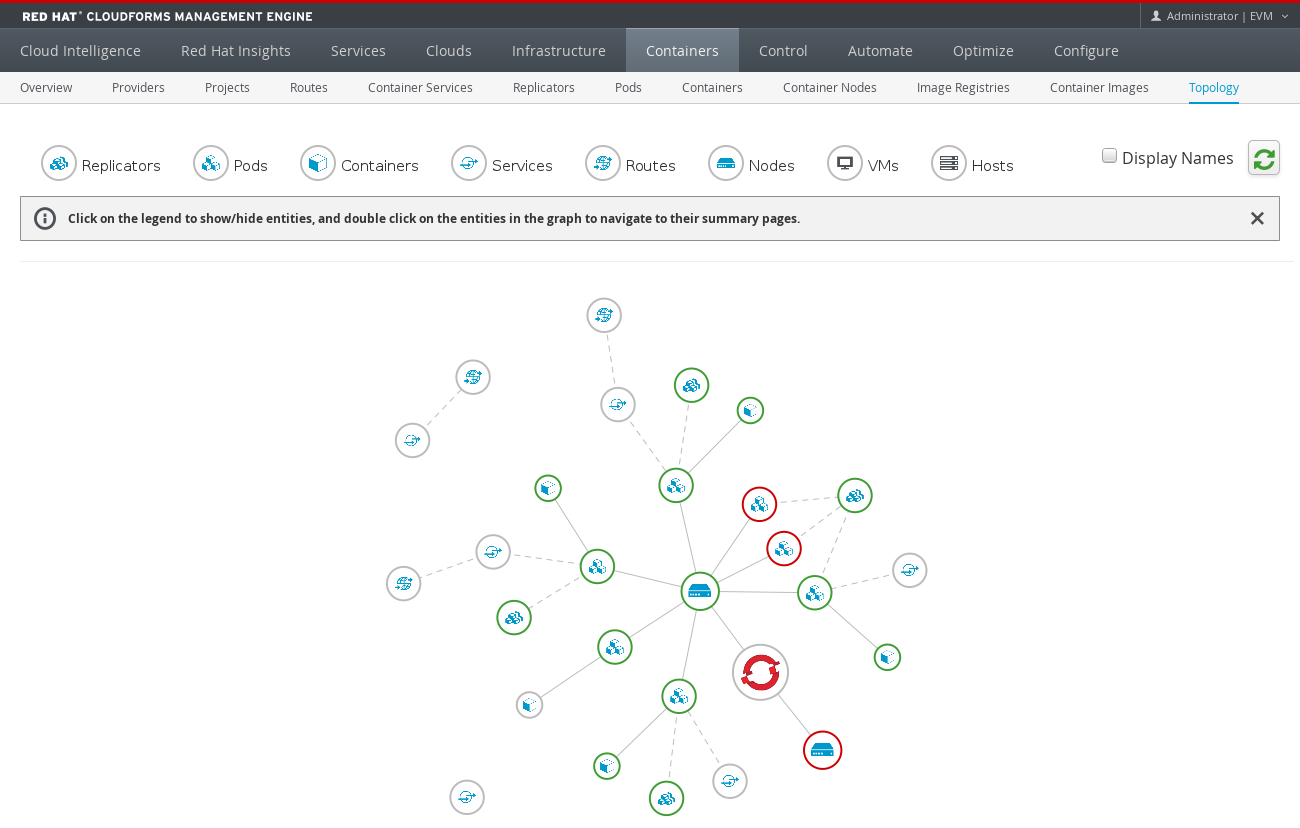 RED HAT® CLOUDFORMS MANAGEMENT ENGINE
Administrator | EVM
Cloud Intelligence Red Hat Insights Services Clouds Infrastructure Containers Control Automate Optimize Configure
Overview Providers Projects Routes Container Services Replicators Pods Containers Container Nodes Image Registries Container Images Topology
Replicators Pods Containers Services Routes Nodes VMs Hosts Display Names
Click on the legend to show/hide entities, and double click on the entities in the graph to navigate to their summary pages.